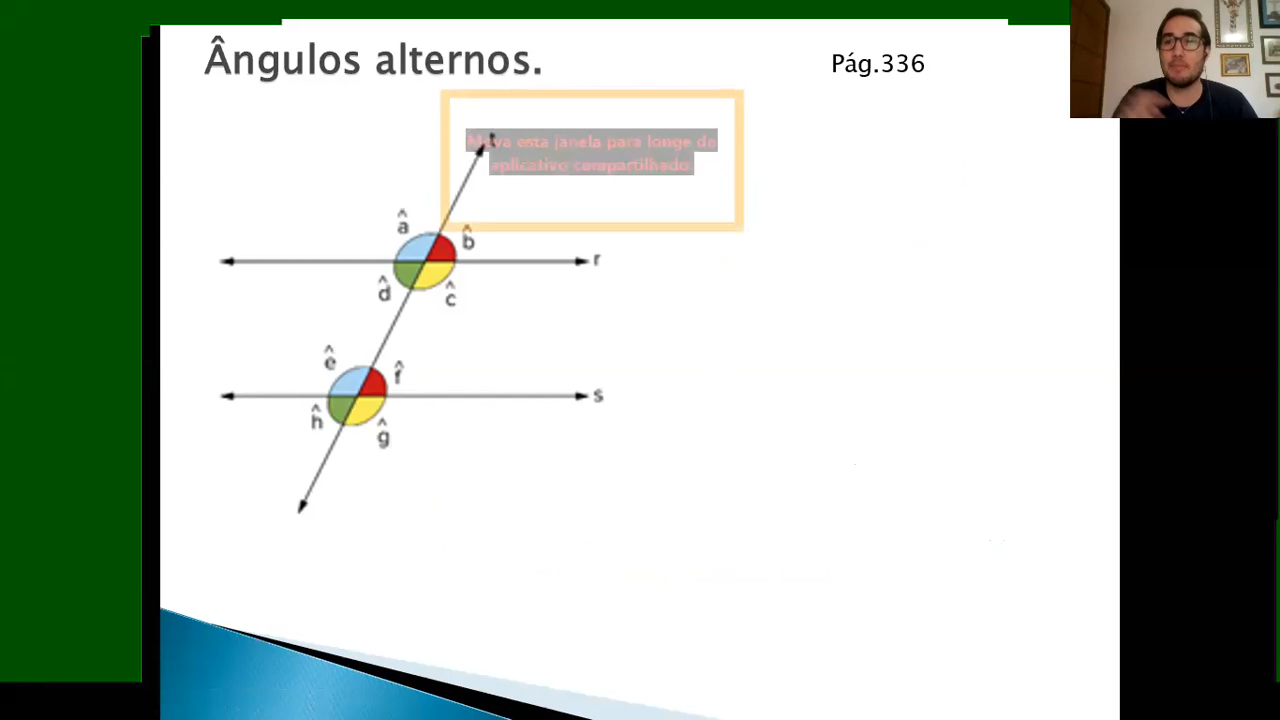 Ângulos alternos.
Pág.336
Mova esta janela para longe do
aplicativo compartilhado
â
b̂
r
d̂
ĉ
ê
f̂
s
ĥ
ĝ